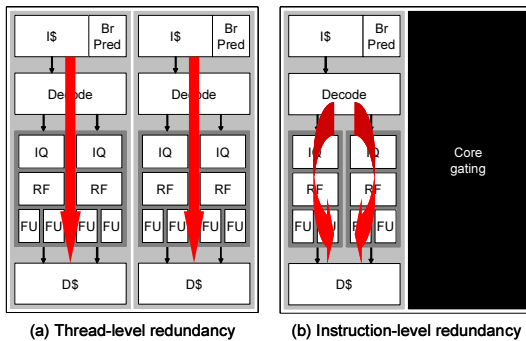 I$ Br Pred I$ Br Pred
Decode Decode
IQ IQ IQ IQ
RF RF RF RF
FU FU FU FU FU FU FU FU
D$ D$
(a) Thread-level redundancy
I$ Br Pred
Decode
IQ IQ
RF RF
FU FU FU FU
D$
Core
gating
(b) Instruction-level redundancy